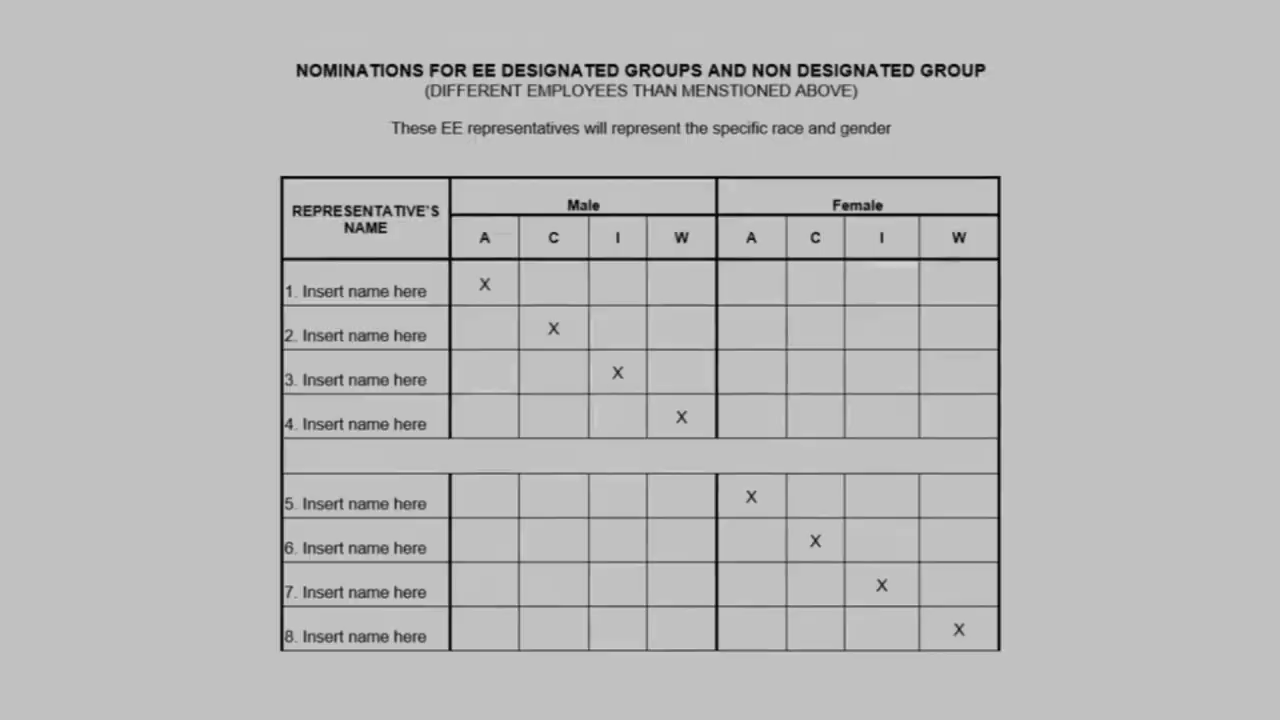 NOMINATIONS FOR EE DESIGNATED GROUPS AND NON DESIGNATED GROUP
(DIFFERENT EMPLOYEES THAN MENSTIONED ABOVE)
These EE representatives will represent the specific race and gender
REPRESENTATIVE'S
NAME
Male Female
A C I W A C I W
1. Insert name here X
2. Insert name here X
3. Insert name here X
4. Insert name here X
5. Insert name here X
6. Insert name here X
7. Insert name here X
8. Insert name here X